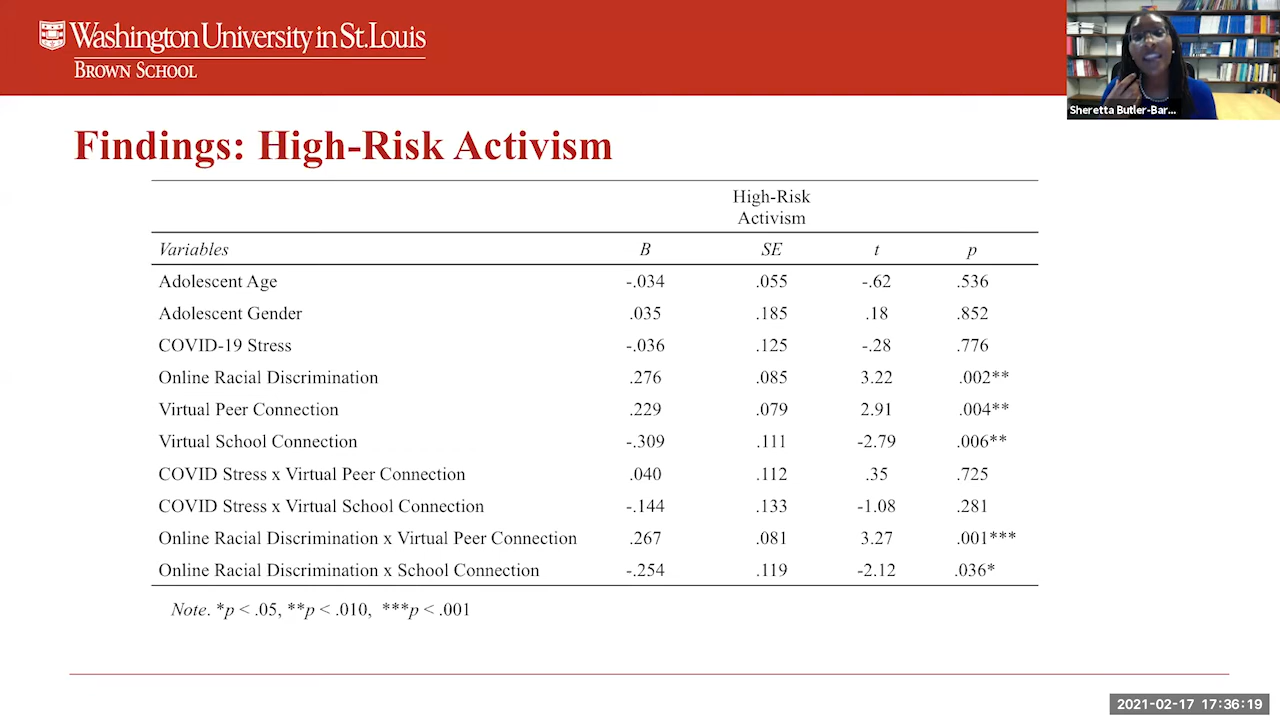 Washington University in St. Louis
BROWN SCHOOL
Sheretta Butler-Bar...
Findings: High-Risk Activism
High-Risk
Activism
Variables B SE t p
Adolescent Age -.034 .055 -.62 .536
Adolescent Gender .035 .185 .18 .852
COVID-19 Stress -.036 .125 -.28 .776
Online Racial Discrimination .276 .085 3.22 .002**
Virtual Peer Connection .229 .079 2.91 .004**
Virtual School Connection -.309 .111 -2.79 .006**
COVID Stress x Virtual Peer Connection .040 .112 .35 .725
COVID Stress x Virtual School Connection -.144 .133 -1.08 .281
Online Racial Discrimination x Virtual Peer Connection .267 .081 3.27 .001***
Online Racial Discrimination x School Connection -.254 .119 -2.12 .036*
Note. *p < .05, **p < .010, ***p < .001
2021-02-17 17:36:19